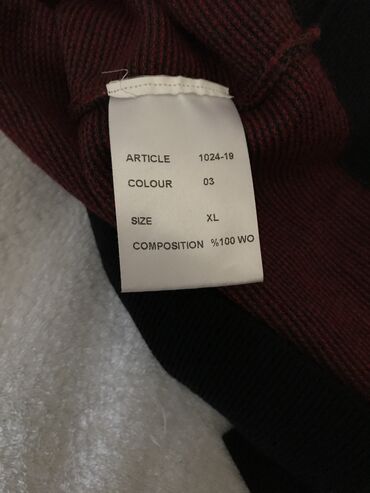 ARTICLE 1024-19
COLOUR 03
SIZE XL
COMPOSITION %100 WO